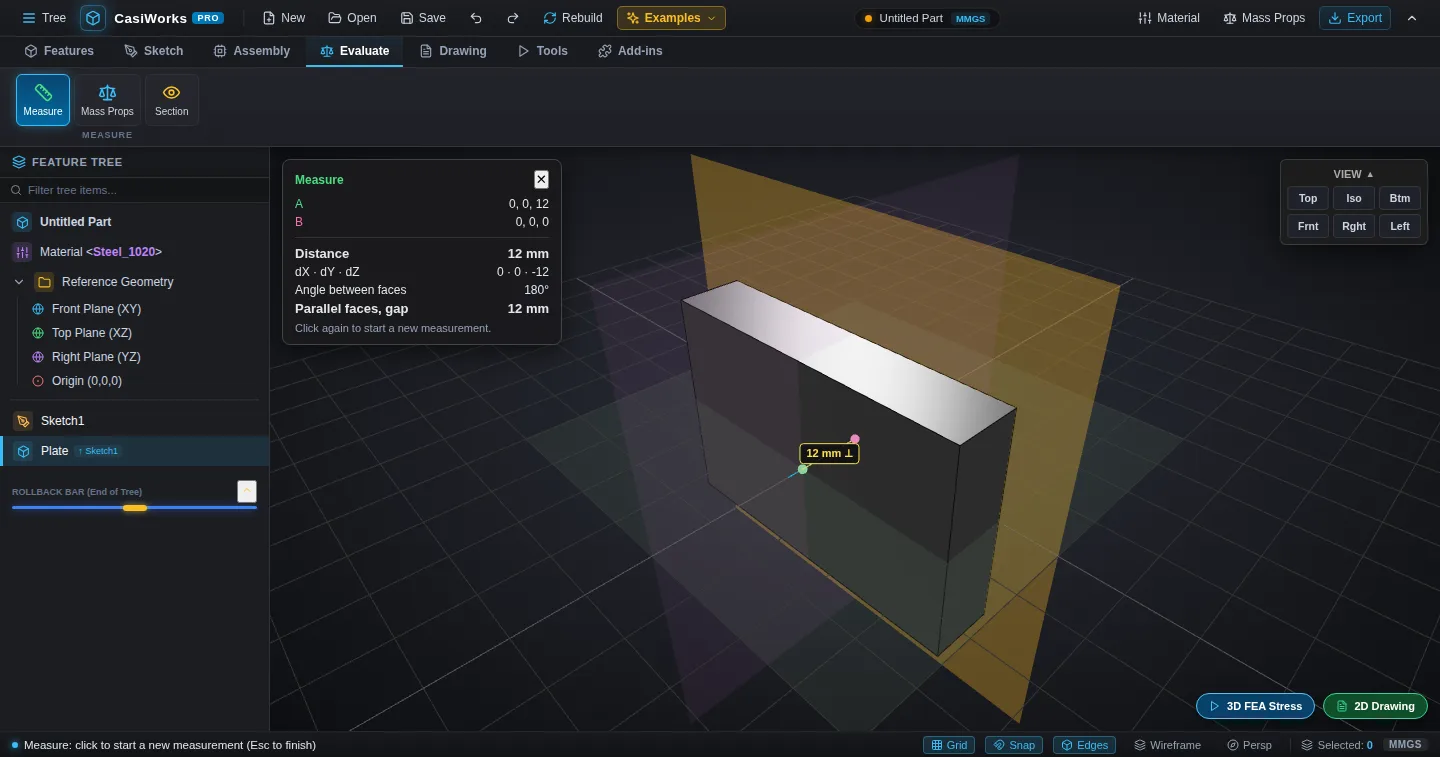 Tree CasiWorks PRO New Open Save Rebuild Examples Untitled Part MMGS Material Mass Props Export
Features Sketch Assembly Evaluate Drawing Tools Add-ins
Measure Mass Props Section
MEASURE
FEATURE TREE
Filter tree items...
Untitled Part
Material <Steel_1020>
Reference Geometry
Front Plane (XY)
Top Plane (XZ)
Right Plane (YZ)
Origin (0,0,0)
Sketch1
Plate ↑ Sketch1
ROLLBACK BAR (End of Tree)
Measure ✕
A 0, 0, 12
B 0, 0, 0
Distance 12 mm
dX · dY · dZ 0 · 0 · -12
Angle between faces 180°
Parallel faces, gap 12 mm
Click again to start a new measurement.
12 mm ⊥
VIEW ▲
Top Iso Btm
Frnt Rght Left
3D FEA Stress 2D Drawing
Measure: click to start a new measurement (Esc to finish) Grid Snap Edges Wireframe Persp Selected: 0 MMGS